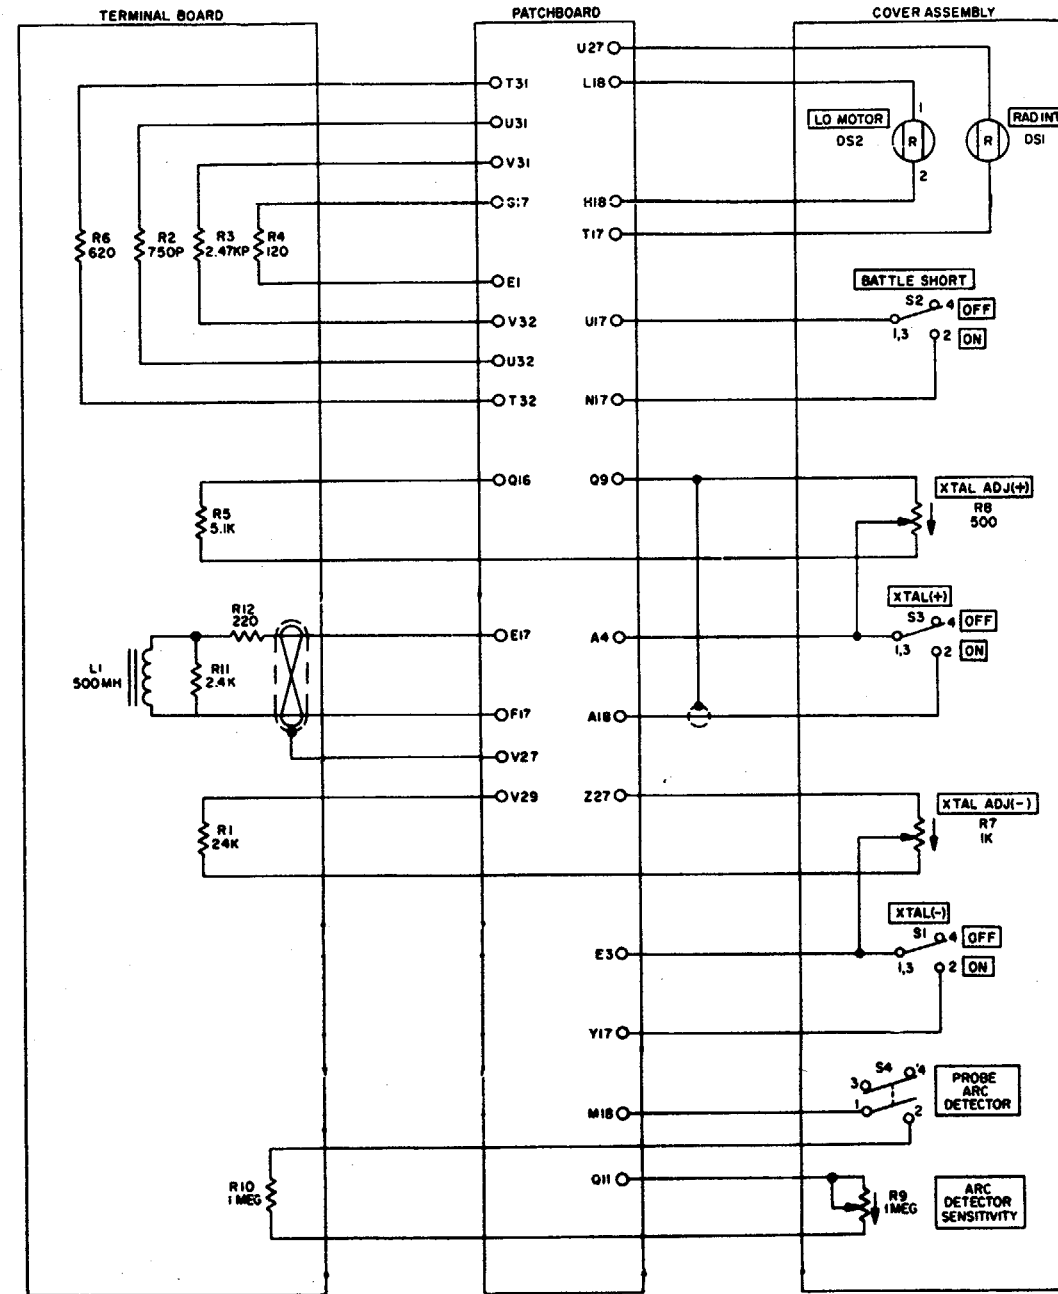 TERMINAL BOARD
PATCHBOARD
COVER ASSEMBLY
U27
T31
L18
1
LO MOTOR
DS2
R
R
RAD INT
DS1
U31
V31
2
S17
H18
T17
R6
620
R2
750P
R3
2.47KP
R4
120
E1
BATTLE SHORT
S2
4
OFF
V32
U17
1,3
2
ON
U32
T32
N17
Q16
Q9
XTAL ADJ(+)
R8
500
R5
5.1K
XTAL(+)
R12
220
S3
4
OFF
E17
A4
1,3
2
ON
L1
500MH
R11
2.4K
F17
A18
V27
V29
Z27
XTAL ADJ(-)
R7
1K
R1
24K
XTAL(-)
S1
4
OFF
E3
1,3
2
ON
Y17
S4
4
3
PROBE
ARC
DETECTOR
M18
1
2
R10
1 MEG
Q11
R9
1MEG
ARC
DETECTOR
SENSITIVITY